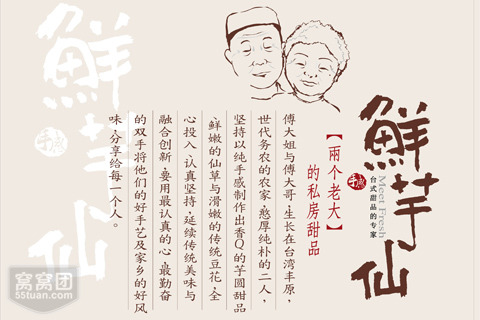 鮮芋仙
手感
台式甜品的专家
Meet Fresh
【兩个老大】
的私房甜品
傅大姐与傅大哥,生长在台湾丰原,
世代务农的农家,憨厚纯朴的二人,
坚持以纯手感制作出香Q的芋圆甜品
、鲜嫩的仙草与滑嫩的传统豆花,全
心投入,认真坚持,延续传统美味与
融合创新,要用最认真的心,最勤奋
的双手将他们的好手艺及家乡的好风
味,分享给每一个人。
鮮芋仙
手感
窝窝团
55tuan.com